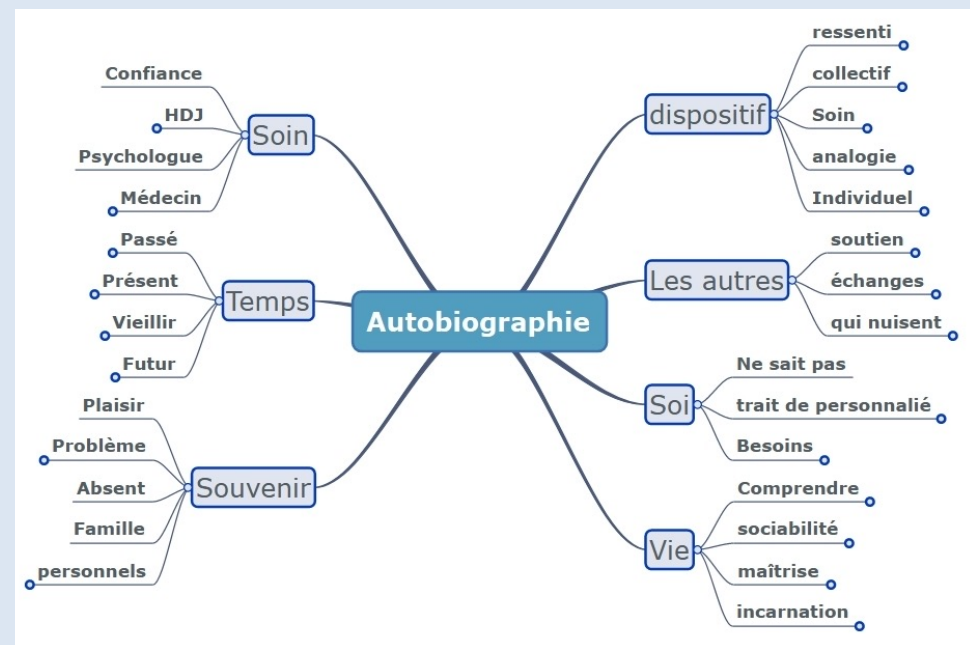 Autobiographie
Soin
Confiance
HDJ
Psychologue
Médecin
Temps
Passé
Présent
Vieillir
Futur
Souvenir
Plaisir
Problème
Absent
Famille
personnels
dispositif
ressenti
collectif
Soin
analogie
Individuel
Les autres
soutien
échanges
qui nuisent
Soi
Ne sait pas
trait de personnalié
Besoins
Vie
Comprendre
sociabilité
maîtrise
incarnation